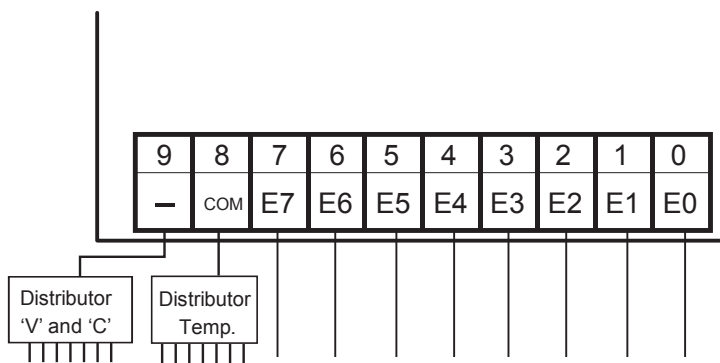 9 8 7 6 5 4 3 2 1 0
– COM E7 E6 E5 E4 E3 E2 E1 E0
Distributor
'V' and 'C'
Distributor
Temp.